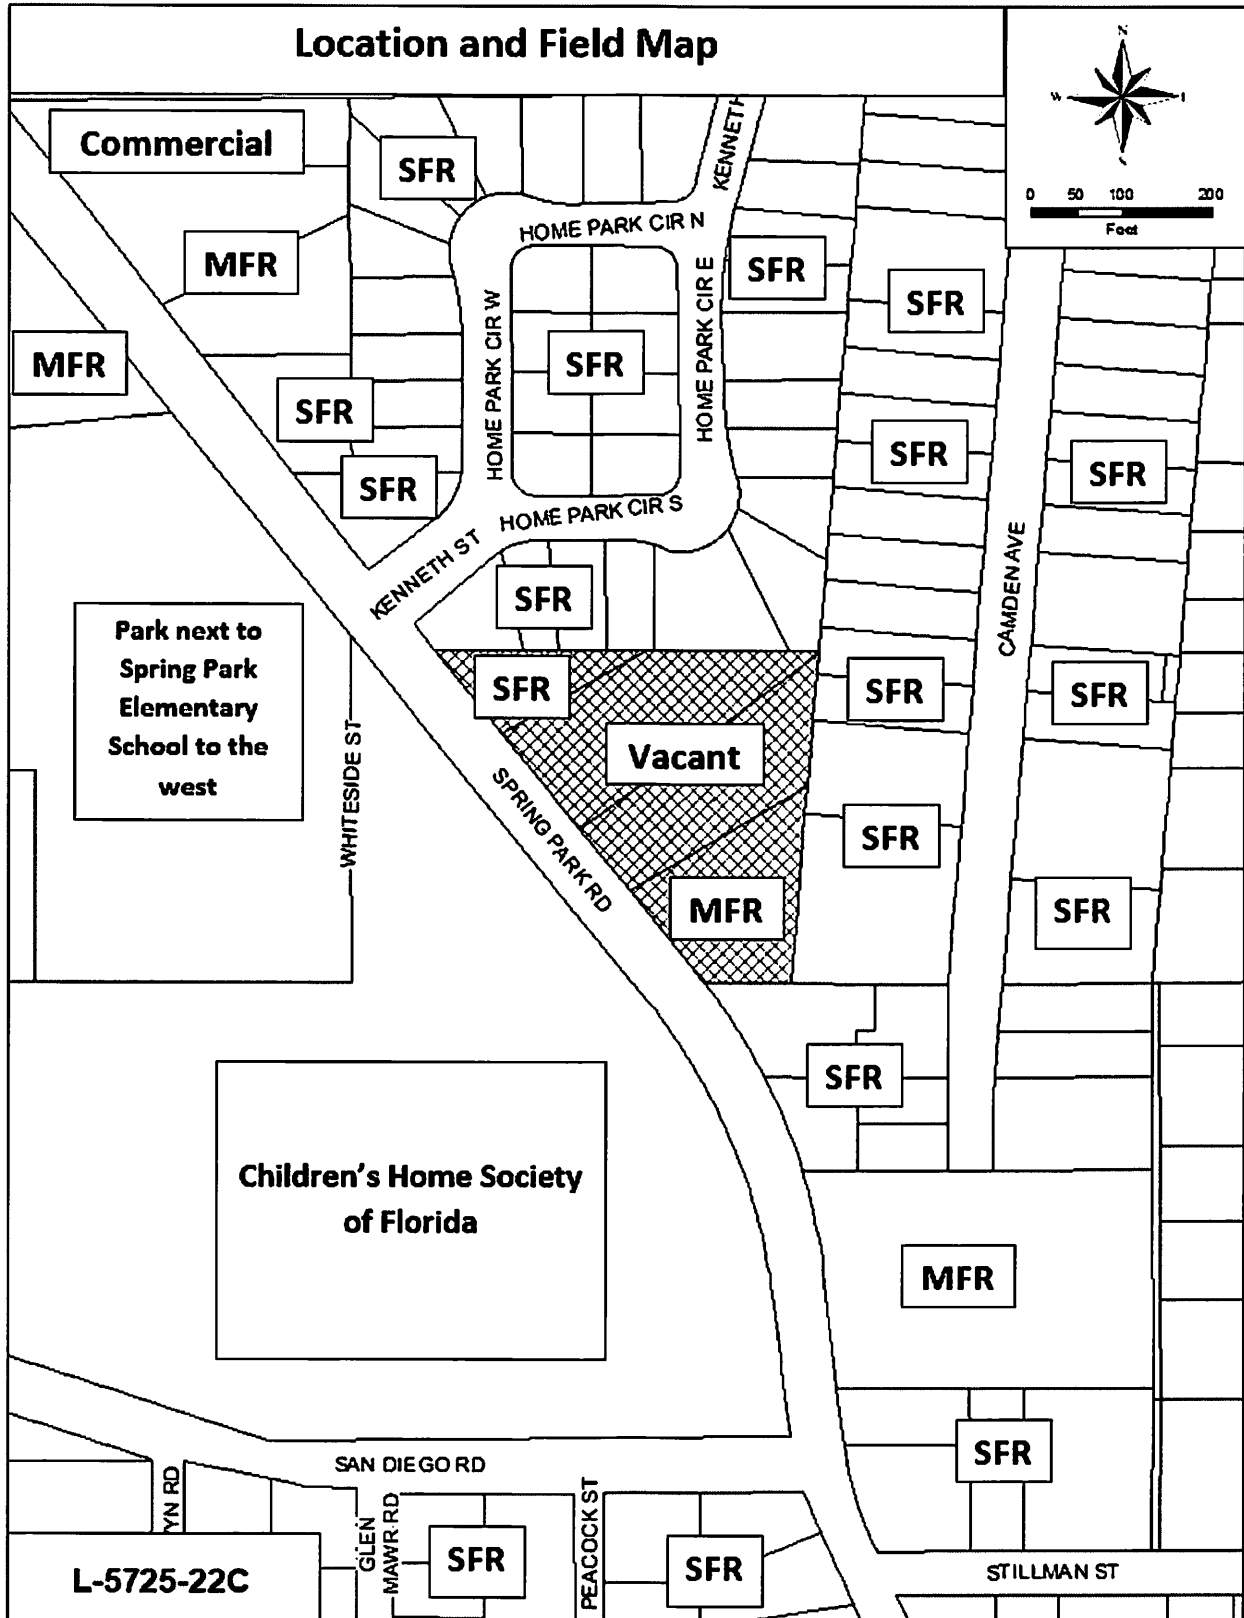 Location and Field Map
N
W
0 50 100 200
Feet
Commercial
SFR
KENNETH
HOME PARK CIR N
MFR
SFR
SFR
HOME PARK CIR W
HOME PARK CIR E
MFR
SFR
SFR
SFR
SFR
SFR
HOME PARK CIR S
KENNETH ST
CAMDEN AVE
SFR
Park next to
Spring Park
Elementary
School to the
west
WHITESIDE ST
SFR
SFR
SFR
Vacant
SPRING PARK RD
SFR
MFR
SFR
SFR
Children's Home Society
of Florida
MFR
SFR
SAN DIEGO RD
YN RD
GLEN
MAWR RD
PEACOCK ST
SFR
SFR
STILLMAN ST
L-5725-22C